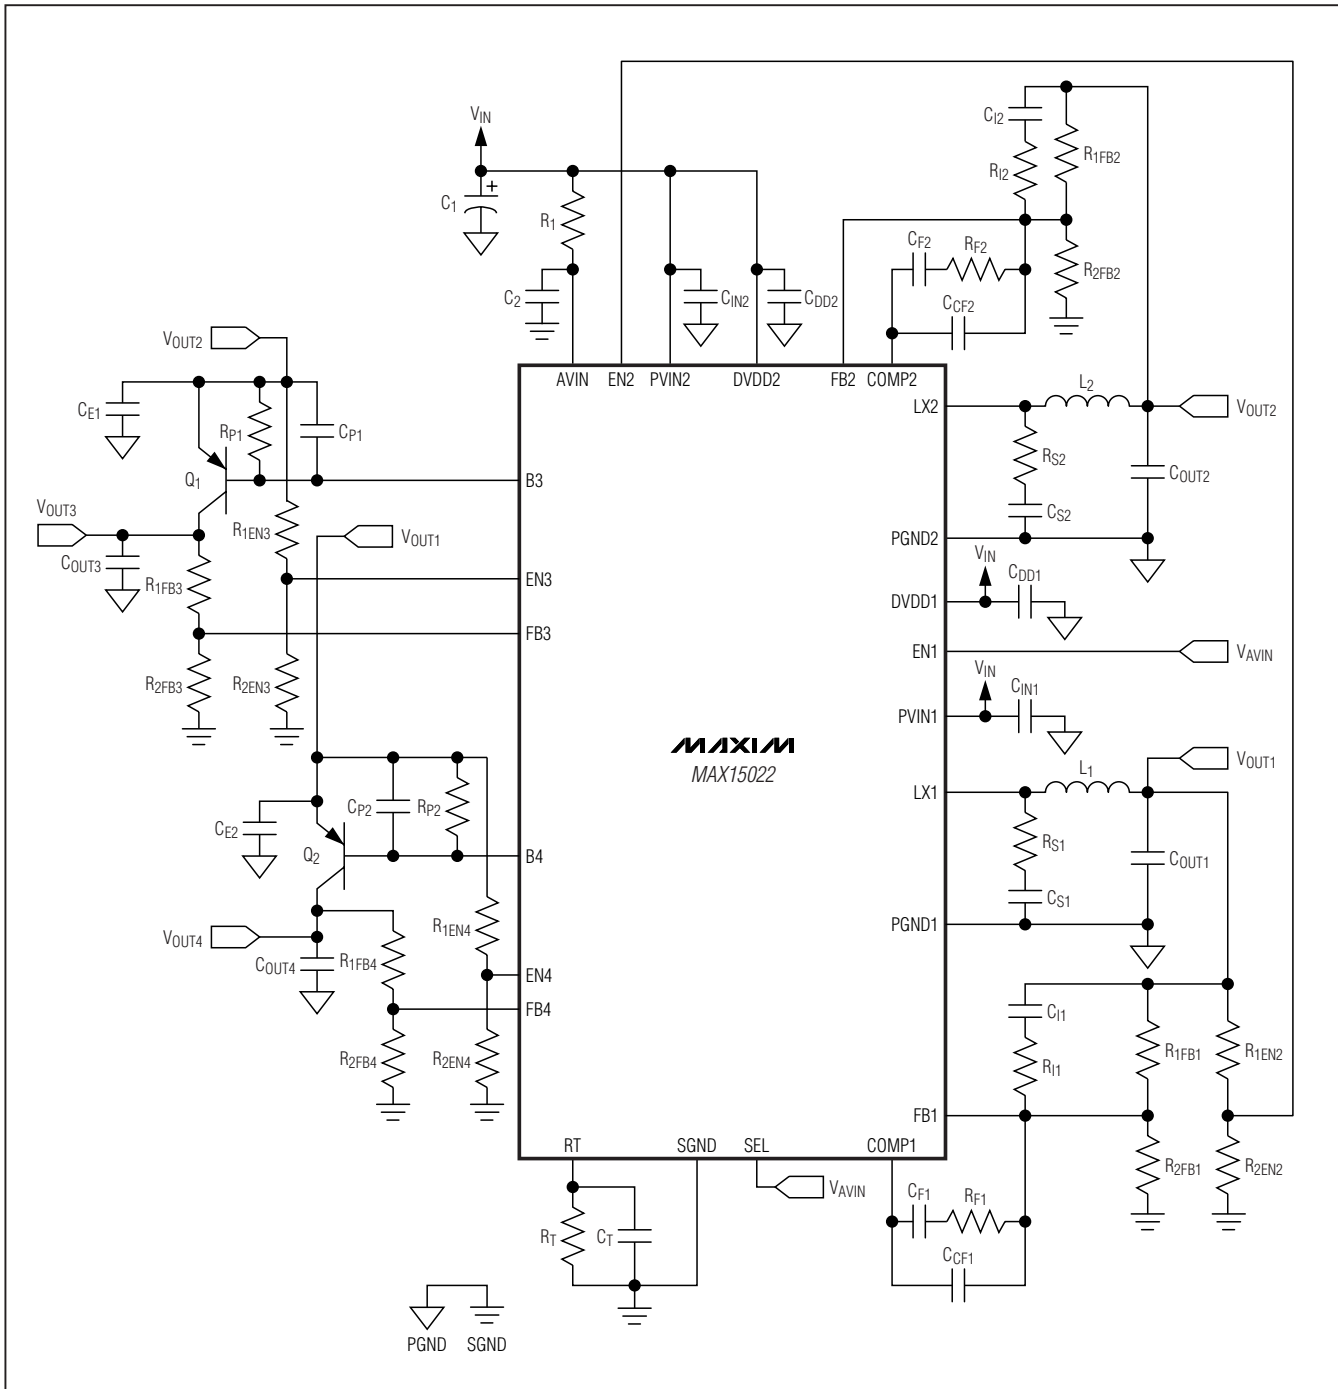 VIN
C1
+
R1
C2
CIN2
CDD2
CI2
RI2
R1FB2
CF2
RF2
R2FB2
CCF2
VOUT2
CE1
RP1
CP1
Q1
VOUT3
COUT3
R1EN3
VOUT1
R1FB3
R2FB3
R2EN3
AVIN
EN2
PVIN2
DVDD2
FB2
COMP2
LX2
L2
VOUT2
RS2
COUT2
CS2
B3
PGND2
VIN
CDD1
EN3
DVDD1
FB3
EN1
VAVIN
VIN
CIN1
PVIN1
MAXIM
MAX15022
VOUT1
L1
LX1
CP2
RP2
CE2
Q2
B4
RS1
COUT1
CS1
PGND1
R1EN4
VOUT4
COUT4
R1FB4
EN4
FB4
R2FB4
R2EN4
CI1
RI1
R1FB1
R1EN2
FB1
RT
SGND
SEL
COMP1
R2FB1
R2EN2
VAVIN
CF1
RF1
RT
CT
CCF1
PGND
SGND